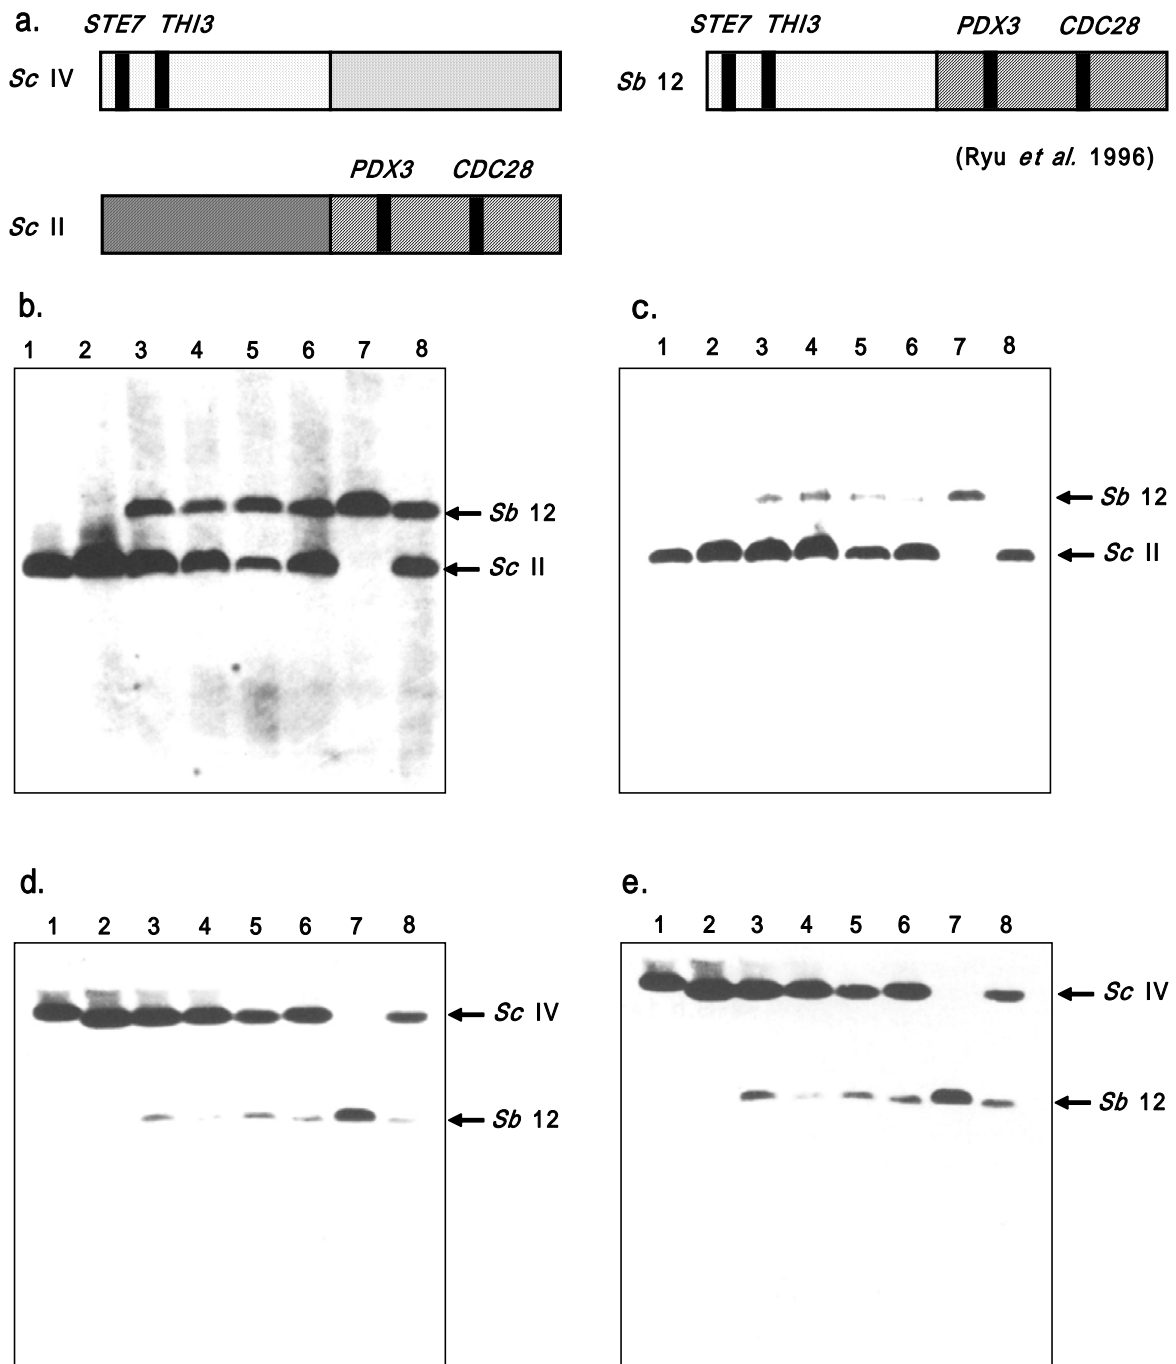 a.
STE7 THI3
Sc IV
STE7 THI3 PDX3 CDC28
Sb 12
(Ryu et al. 1996)
PDX3 CDC28
Sc II
b.
1 2 3 4 5 6 7 8
Sb 12
Sc II
c.
1 2 3 4 5 6 7 8
Sb 12
Sc II
d.
1 2 3 4 5 6 7 8
Sc IV
Sb 12
e.
1 2 3 4 5 6 7 8
Sc IV
Sb 12